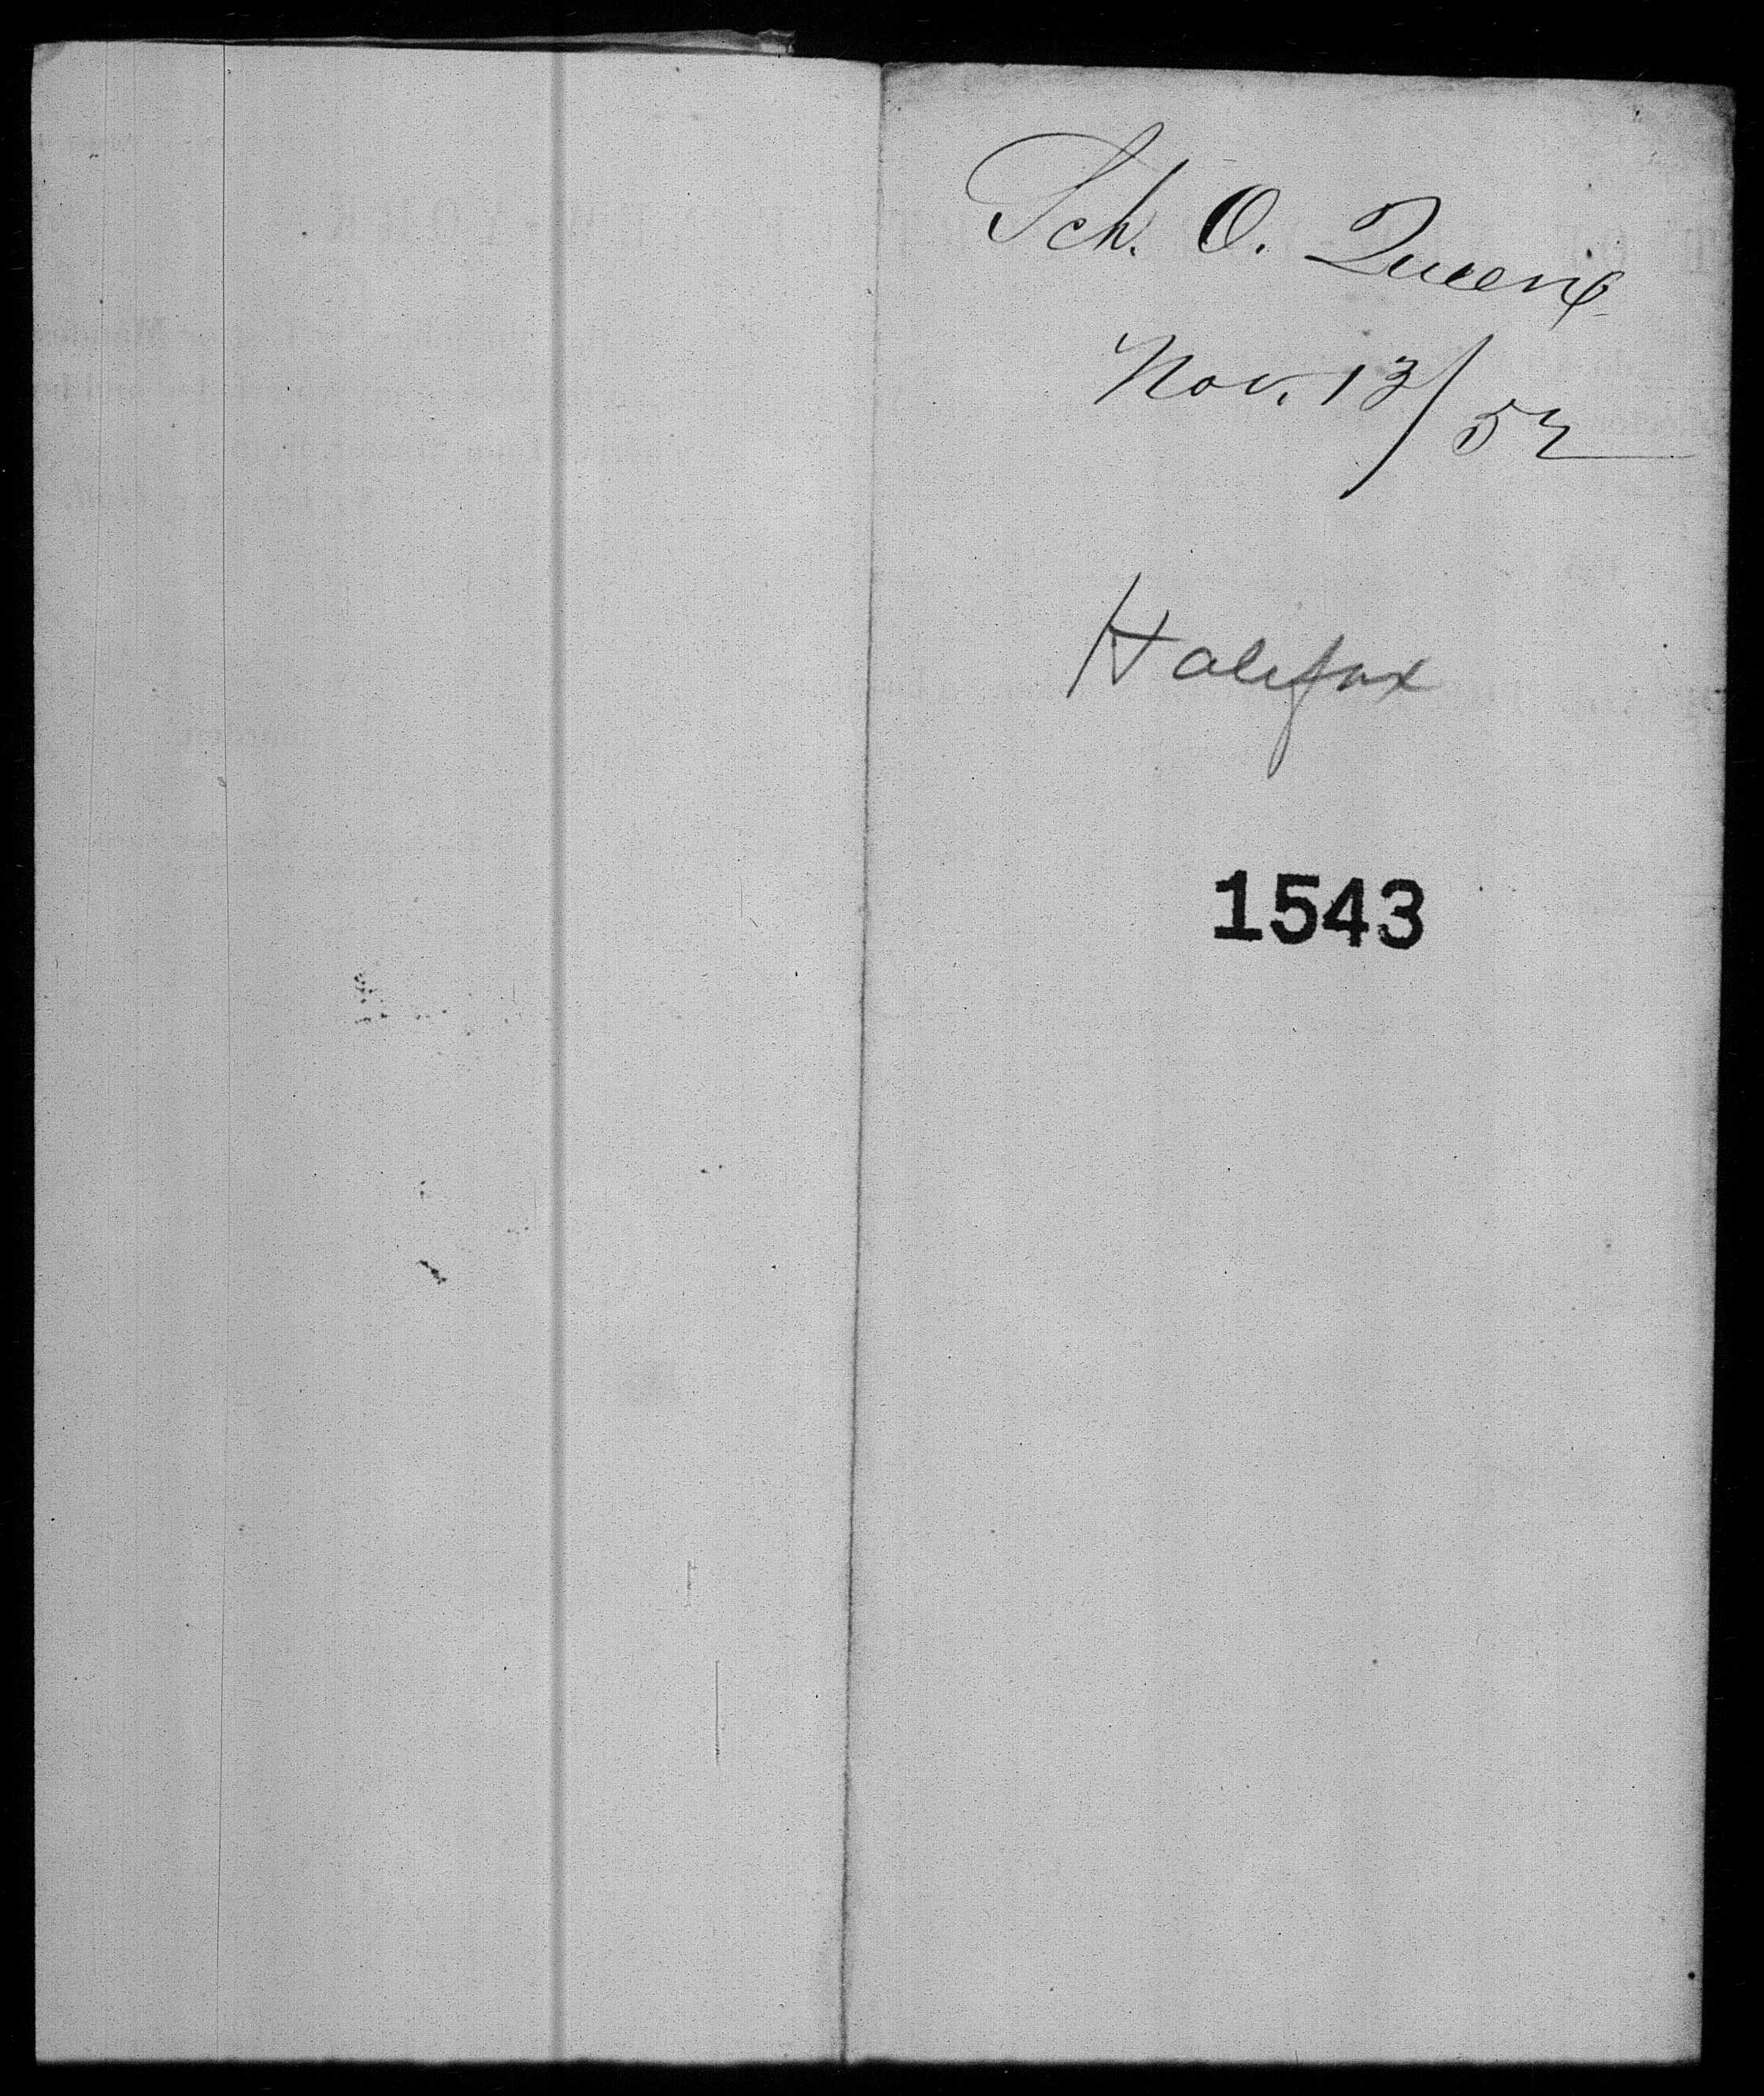 Sch. O. Queen
Nov. 13/52
Halifax
1543